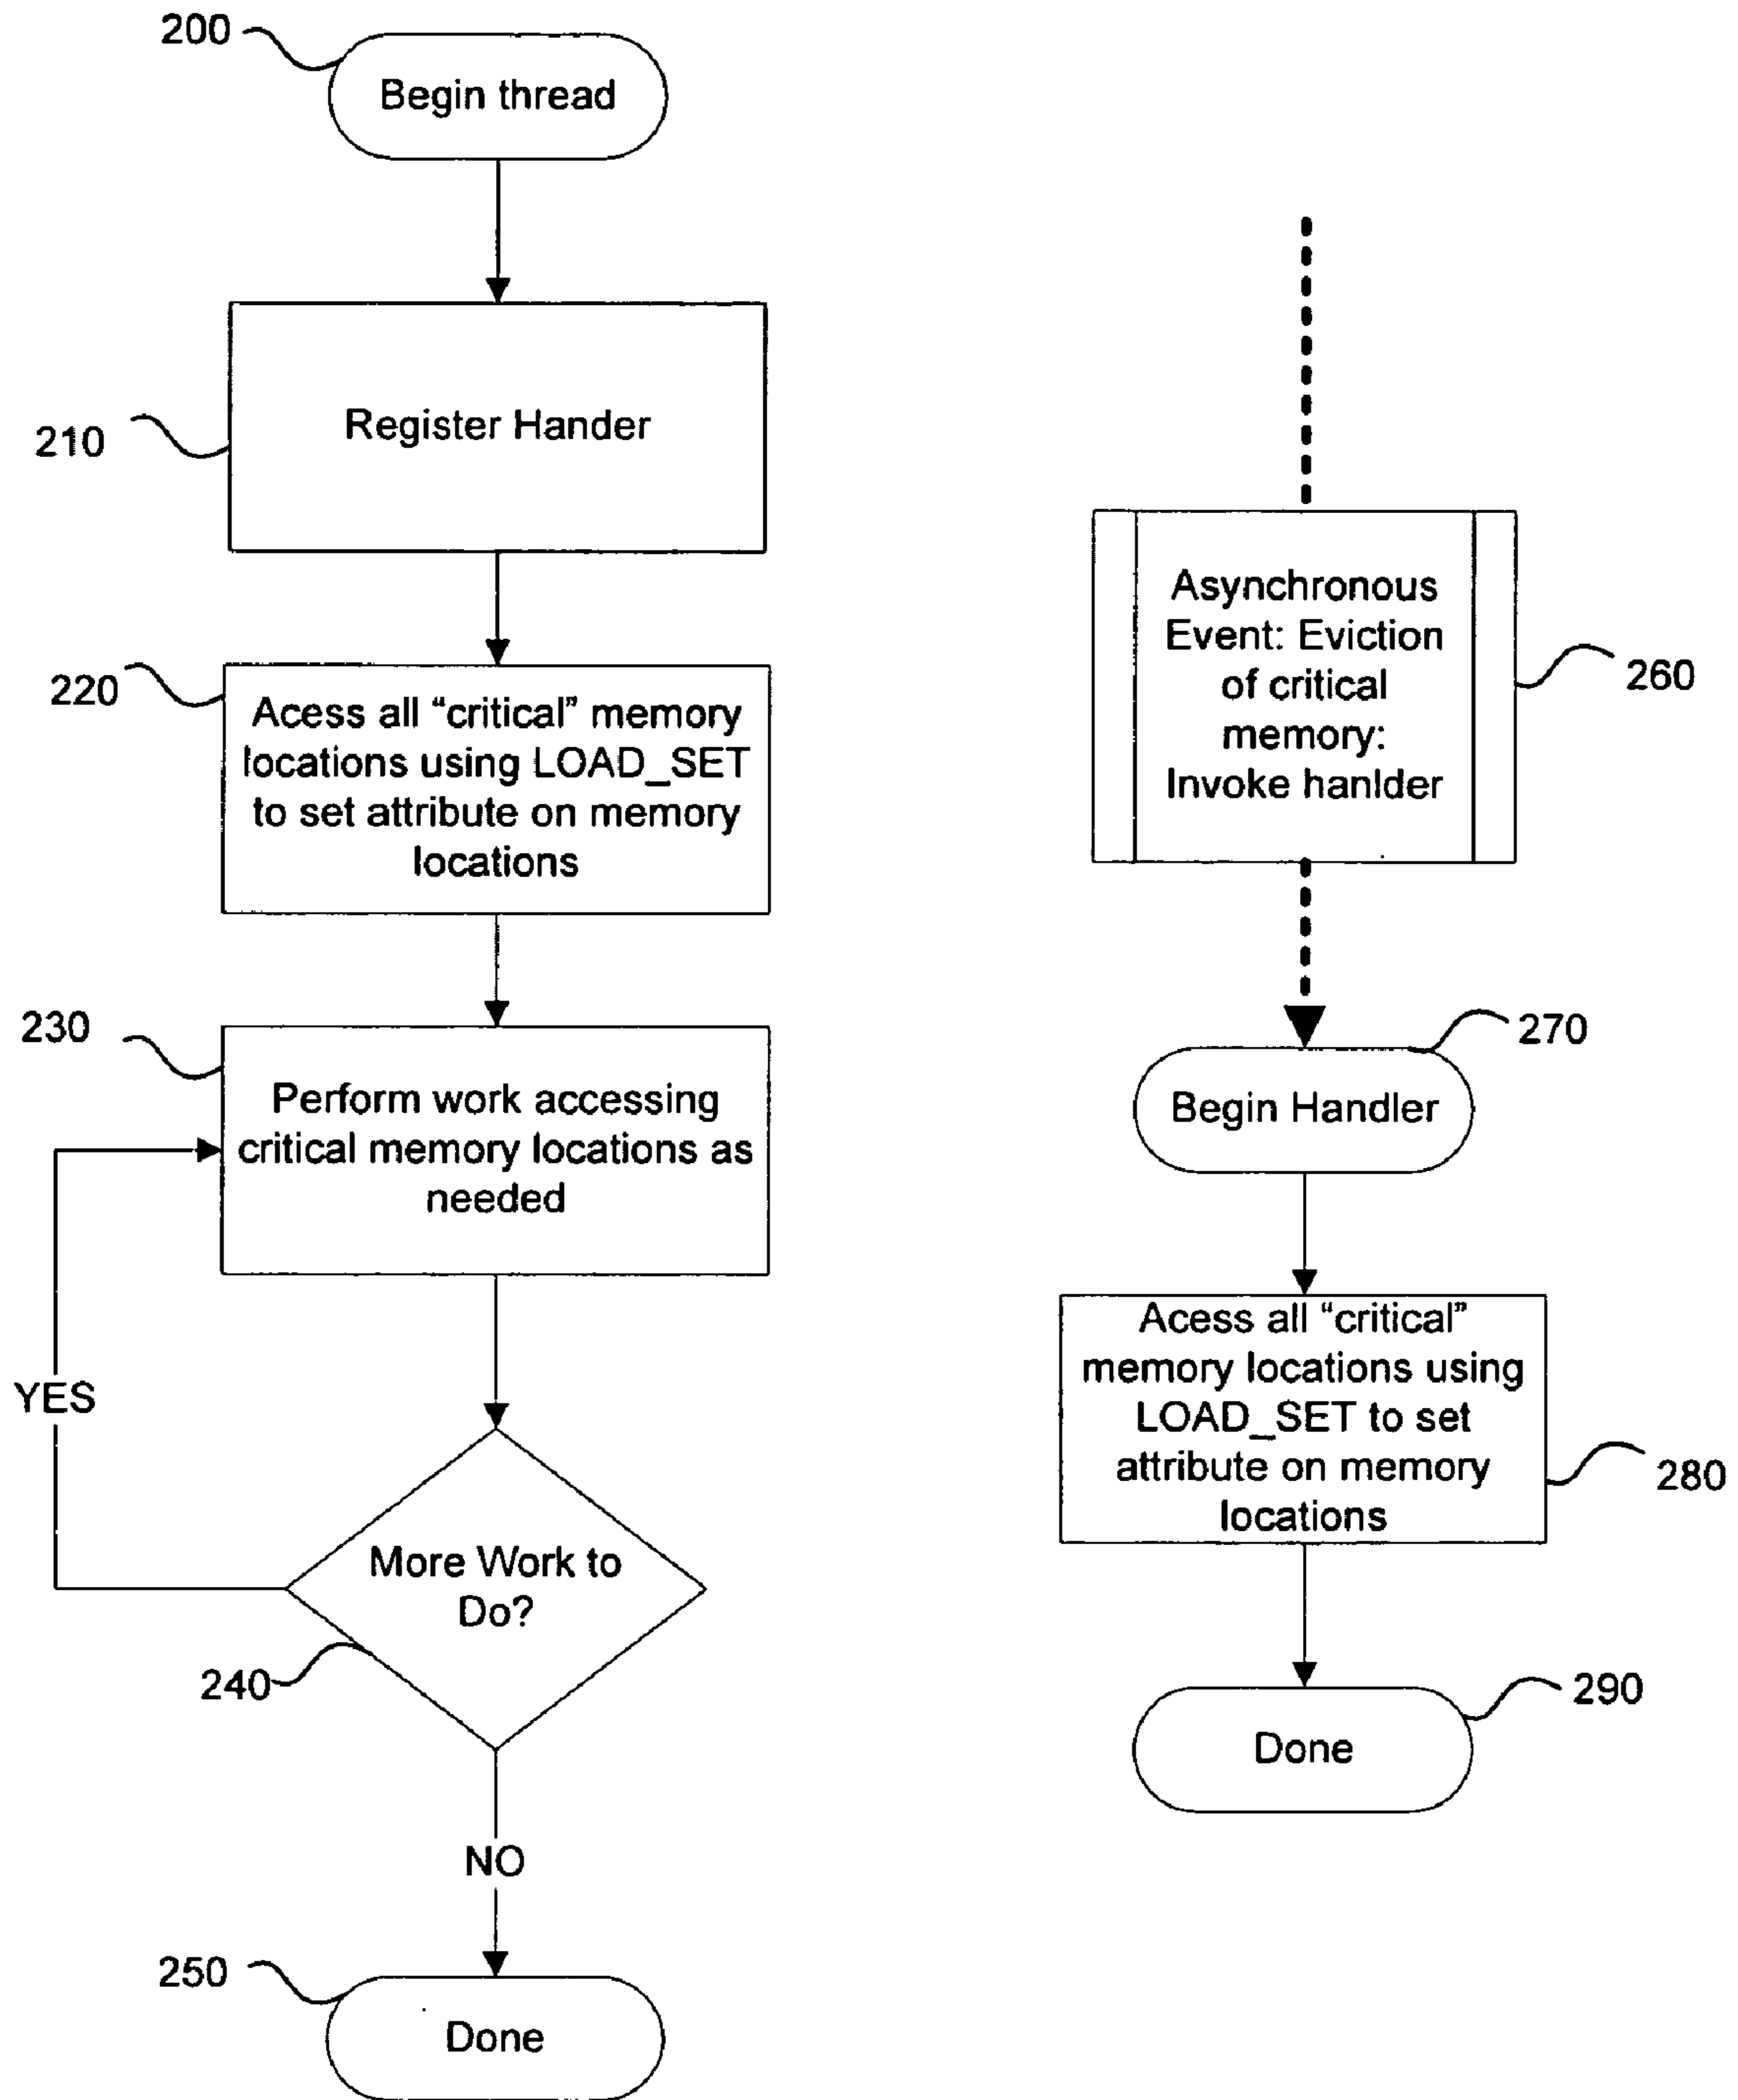 200
Begin thread
210
Register Hander
220
Acess all “critical” memory
locations using LOAD_SET
to set attribute on memory
locations
230
Perform work accessing
critical memory locations as
needed
YES
More Work to
Do?
240
NO
250
Done
Asynchronous
Event: Eviction
of critical
memory:
Invoke hanlder
260
270
Begin Handler
Acess all “critical”
memory locations using
LOAD_SET to set
attribute on memory
locations
280
290
Done